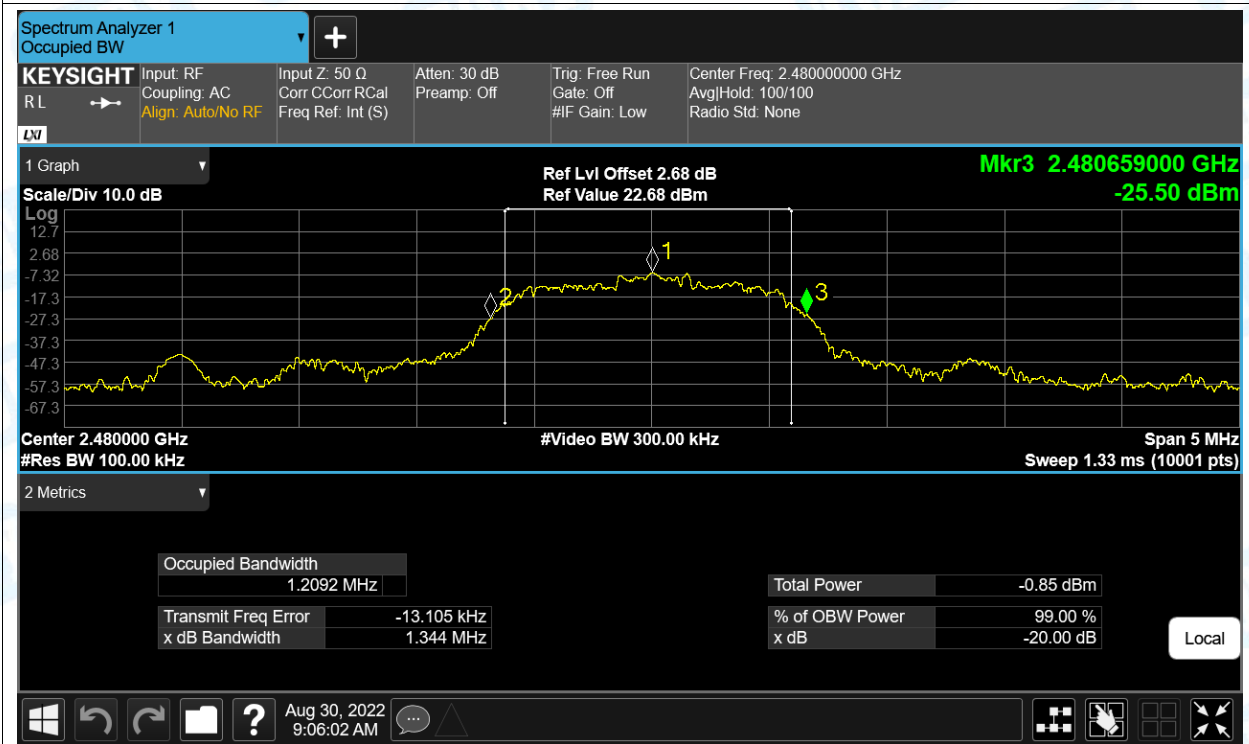 Spectrum Analyzer 1
Occupied BW
+
KEYSIGHT
R L
LXI
Input: RF
Coupling: AC
Align: Auto/No RF
Input Z: 50 Ω
Corr CCorr RCal
Freq Ref: Int (S)
Atten: 30 dB
Preamp: Off
Trig: Free Run
Gate: Off
#IF Gain: Low
Center Freq: 2.480000000 GHz
Avg|Hold: 100/100
Radio Std: None
1 Graph
Scale/Div 10.0 dB
Ref Lvl Offset 2.68 dB
Ref Value 22.68 dBm
Mkr3 2.480659000 GHz
-25.50 dBm
Log
12.7
2.68
-7.32
-17.3
-27.3
-37.3
-47.3
-57.3
-67.3
1
2
3
Center 2.480000 GHz
#Res BW 100.00 kHz
#Video BW 300.00 kHz
Span 5 MHz
Sweep 1.33 ms (10001 pts)
2 Metrics
Occupied Bandwidth
1.2092 MHz
Transmit Freq Error -13.105 kHz
x dB Bandwidth 1.344 MHz
Total Power -0.85 dBm
% of OBW Power 99.00 %
x dB -20.00 dB
Local
?
Aug 30, 2022
9:06:02 AM